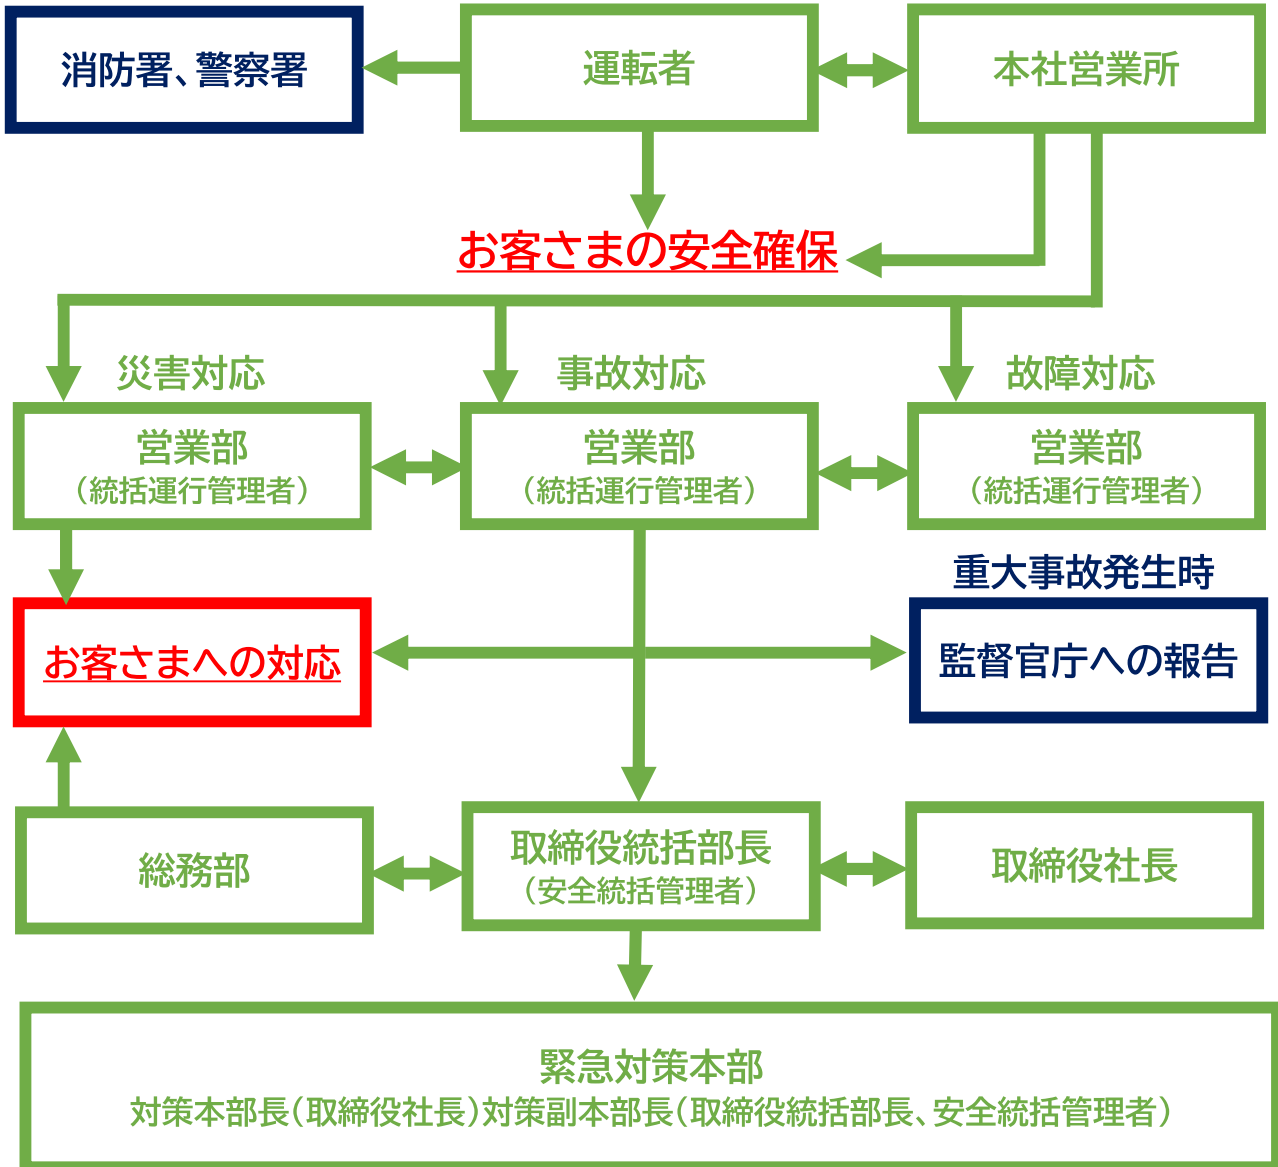 消防署、警察署
運転者
本社営業所
お客さまの安全確保
災害対応
事故対応
故障対応
営業部
（統括運行管理者）
営業部
（統括運行管理者）
営業部
（統括運行管理者）
重大事故発生時
お客さまへの対応
監督官庁への報告
総務部
取締役統括部長
（安全統括管理者）
取締役社長
緊急対策本部
対策本部長（取締役社長）対策副本部長（取締役統括部長、安全統括管理者）